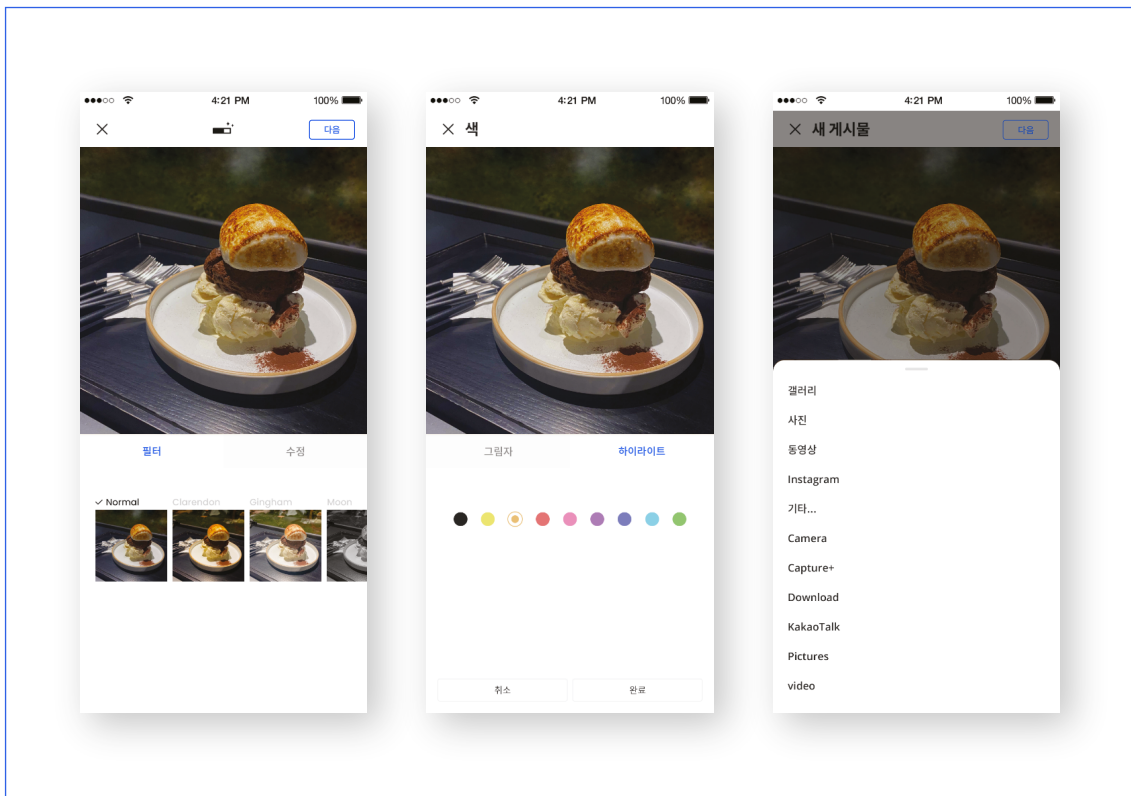 4:21 PM
100%
다음
필터
수정
Normal
Clarendon
Gingham
Moon
4:21 PM
100%
색
그림자
하이라이트
취소
완료
4:21 PM
100%
새 게시물
다음
갤러리
사진
동영상
Instagram
기타...
Camera
Capture+
Download
KakaoTalk
Pictures
video